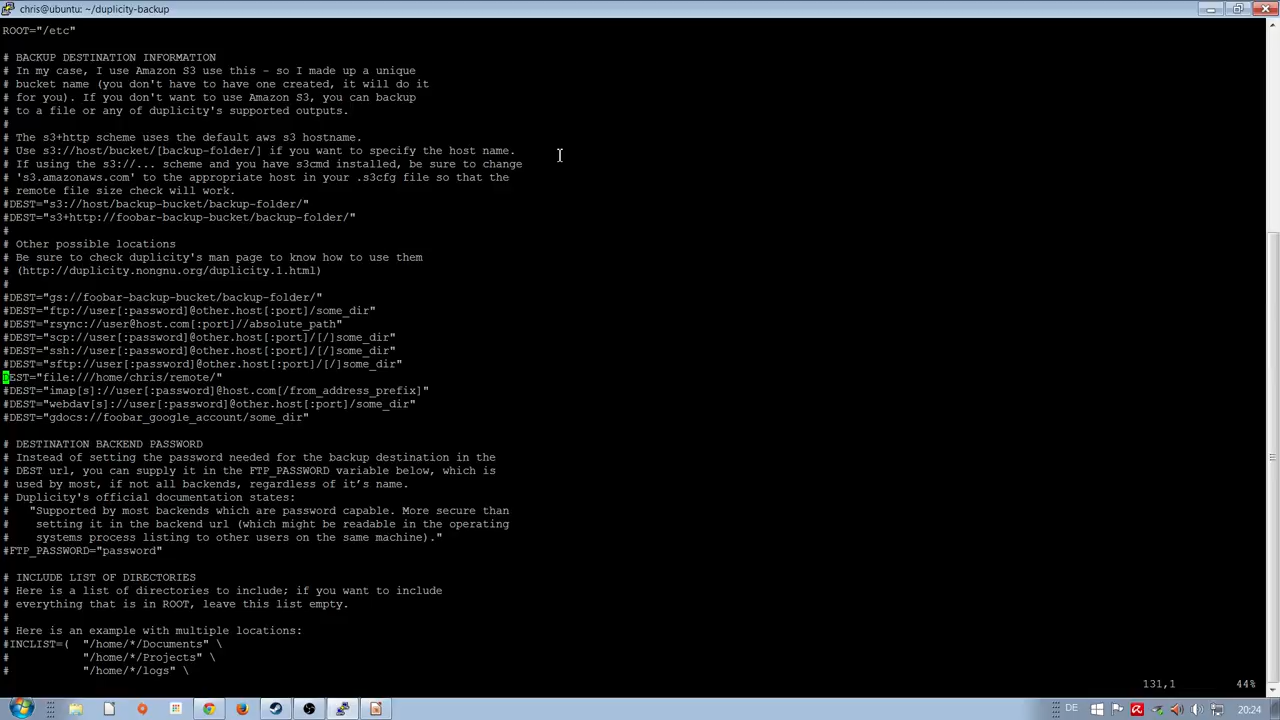 chris@ubuntu: ~/duplicity-backup
ROOT="/etc"
# BACKUP DESTINATION INFORMATION
# In my case, I use Amazon S3 use this - so I made up a unique
# bucket name (you don't have to have one created, it will do it
# for you). If you don't want to use Amazon S3, you can backup
# to a file or any of duplicity's supported outputs.
#
# The s3+http scheme uses the default aws s3 hostname.
# Use s3://host/bucket/[backup-folder/] if you want to specify the host name.
# If using the s3://... scheme and you have s3cmd installed, be sure to change
# 's3.amazonaws.com' to the appropriate host in your .s3cfg file so that the
# remote file size check will work.
#DEST="s3://host/backup-bucket/backup-folder/"
#DEST="s3+http://foobar-backup-bucket/backup-folder/"
#
# Other possible locations
# Be sure to check duplicity's man page to know how to use them
# (http://duplicity.nongnu.org/duplicity.1.html)
#
#DEST="gs://foobar-backup-bucket/backup-folder/"
#DEST="ftp://user[:password]@other.host[:port]/some_dir"
#DEST="rsync://user@host.com[:port]//absolute_path"
#DEST="scp://user[:password]@other.host[:port]/[/]some_dir"
#DEST="ssh://user[:password]@other.host[:port]/[/]some_dir"
#DEST="sftp://user[:password]@other.host[:port]/[/]some_dir"
DEST="file:///home/chris/remote/"
#DEST="imap[s]://user[:password]@host.com[/from_address_prefix]"
#DEST="webdav[s]://user[:password]@other.host[:port]/some_dir"
#DEST="gdocs://foobar_google_account/some_dir"
# DESTINATION BACKEND PASSWORD
# Instead of setting the password needed for the backup destination in the
# DEST url, you can supply it in the FTP_PASSWORD variable below, which is
# used by most, if not all backends, regardless of it’s name.
# Duplicity's official documentation states:
#   "Supported by most backends which are password capable. More secure than
#    setting it in the backend url (which might be readable in the operating
#    systems process listing to other users on the same machine)."
#FTP_PASSWORD="password"
# INCLUDE LIST OF DIRECTORIES
# Here is a list of directories to include; if you want to include
# everything that is in ROOT, leave this list empty.
#
# Here is an example with multiple locations:
#INCLIST=(  "/home/*/Documents" \
#           "/home/*/Projects" \
#           "/home/*/logs" \
131,1 44%
DE 20:24